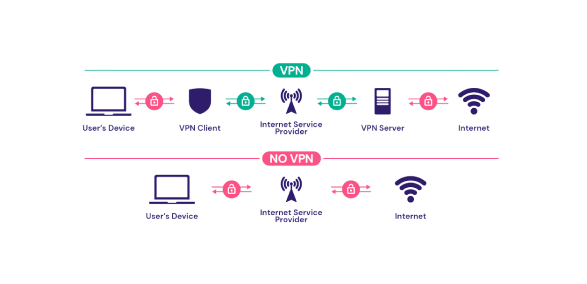 VPN
User's Device
VPN Client
Internet Service
Provider
VPN Server
Internet
NO VPN
User's Device
Internet Service
Provider
Internet